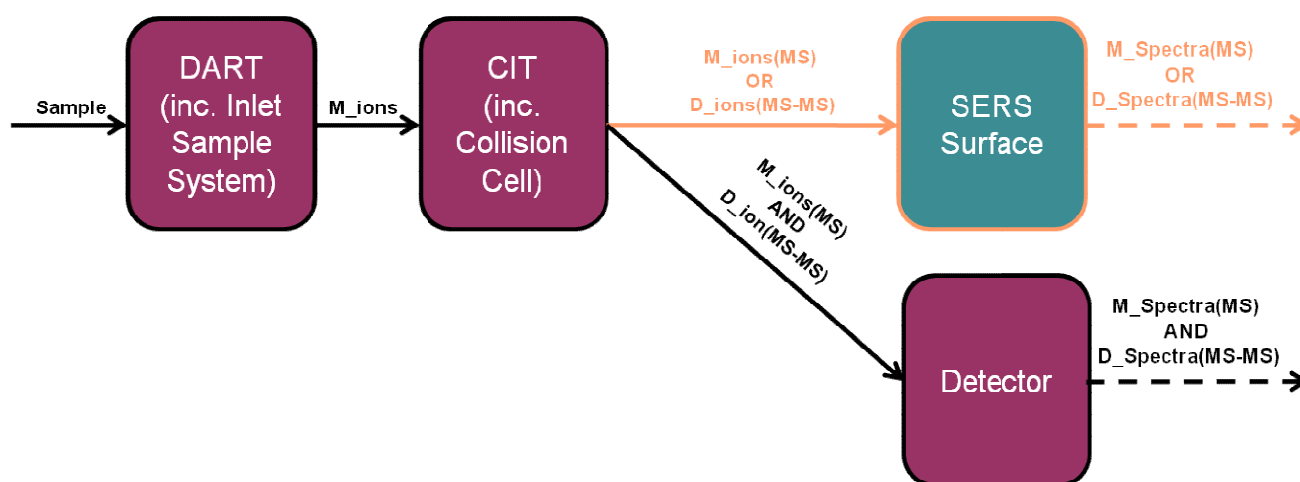 Sample
DART
(inc. Inlet
Sample
System)
M_ions
CIT
(inc.
Collision
Cell)
M_ions(MS)
OR
D_ions(MS-MS)
SERS
Surface
M_Spectra(MS)
OR
D_Spectra(MS-MS)
M_ions(MS)
AND
D_ion(MS-MS)
Detector
M_Spectra(MS)
AND
D_Spectra(MS-MS)